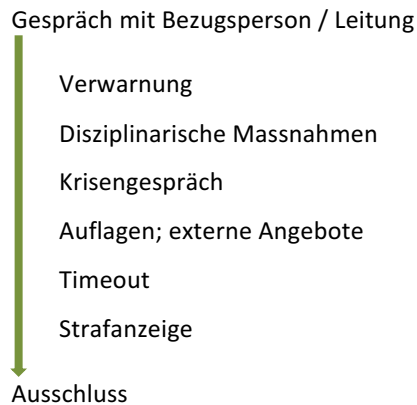 Gespräch mit Bezugsperson / Leitung
Verwarnung
Disziplinarische Massnahmen
Krisengespräch
Auflagen; externe Angebote
Timeout
Strafanzeige
Ausschluss